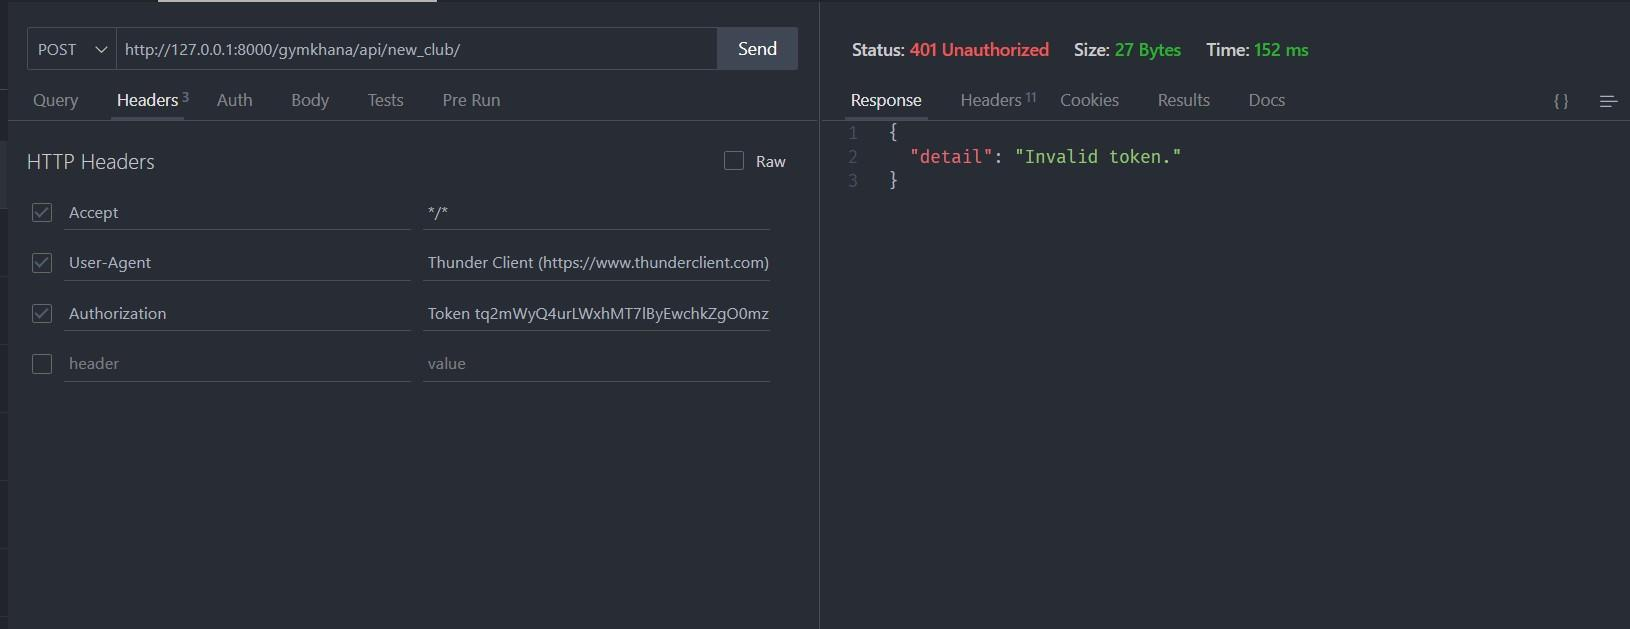 POST http://127.0.0.1:8000/gymkhana/api/new_club/ Send
Query Headers 3 Auth Body Tests Pre Run
HTTP Headers Raw
Accept */*
User-Agent Thunder Client (https://www.thunderclient.com)
Authorization Token tq2mWyQ4urLWxhMT7lByEwchkZgO0mz
header value
Status: 401 Unauthorized Size: 27 Bytes Time: 152 ms
Response Headers 11 Cookies Results Docs { }
1 {
2 "detail": "Invalid token."
3 }